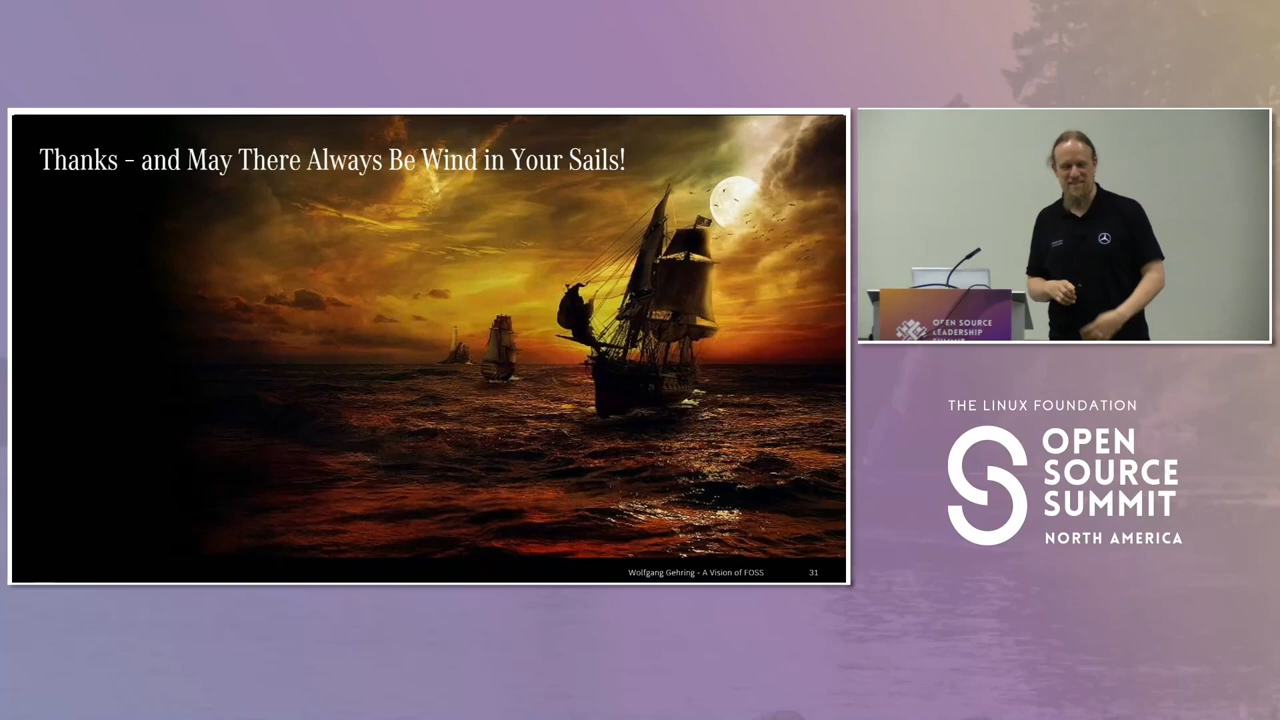 Thanks – and May There Always Be Wind in Your Sails!
Wolfgang Gehring - A Vision of FOSS
31
OPEN SOURCE
LEADERSHIP
SUMMIT
THE LINUX FOUNDATION
OPEN
SOURCE
SUMMIT
NORTH AMERICA